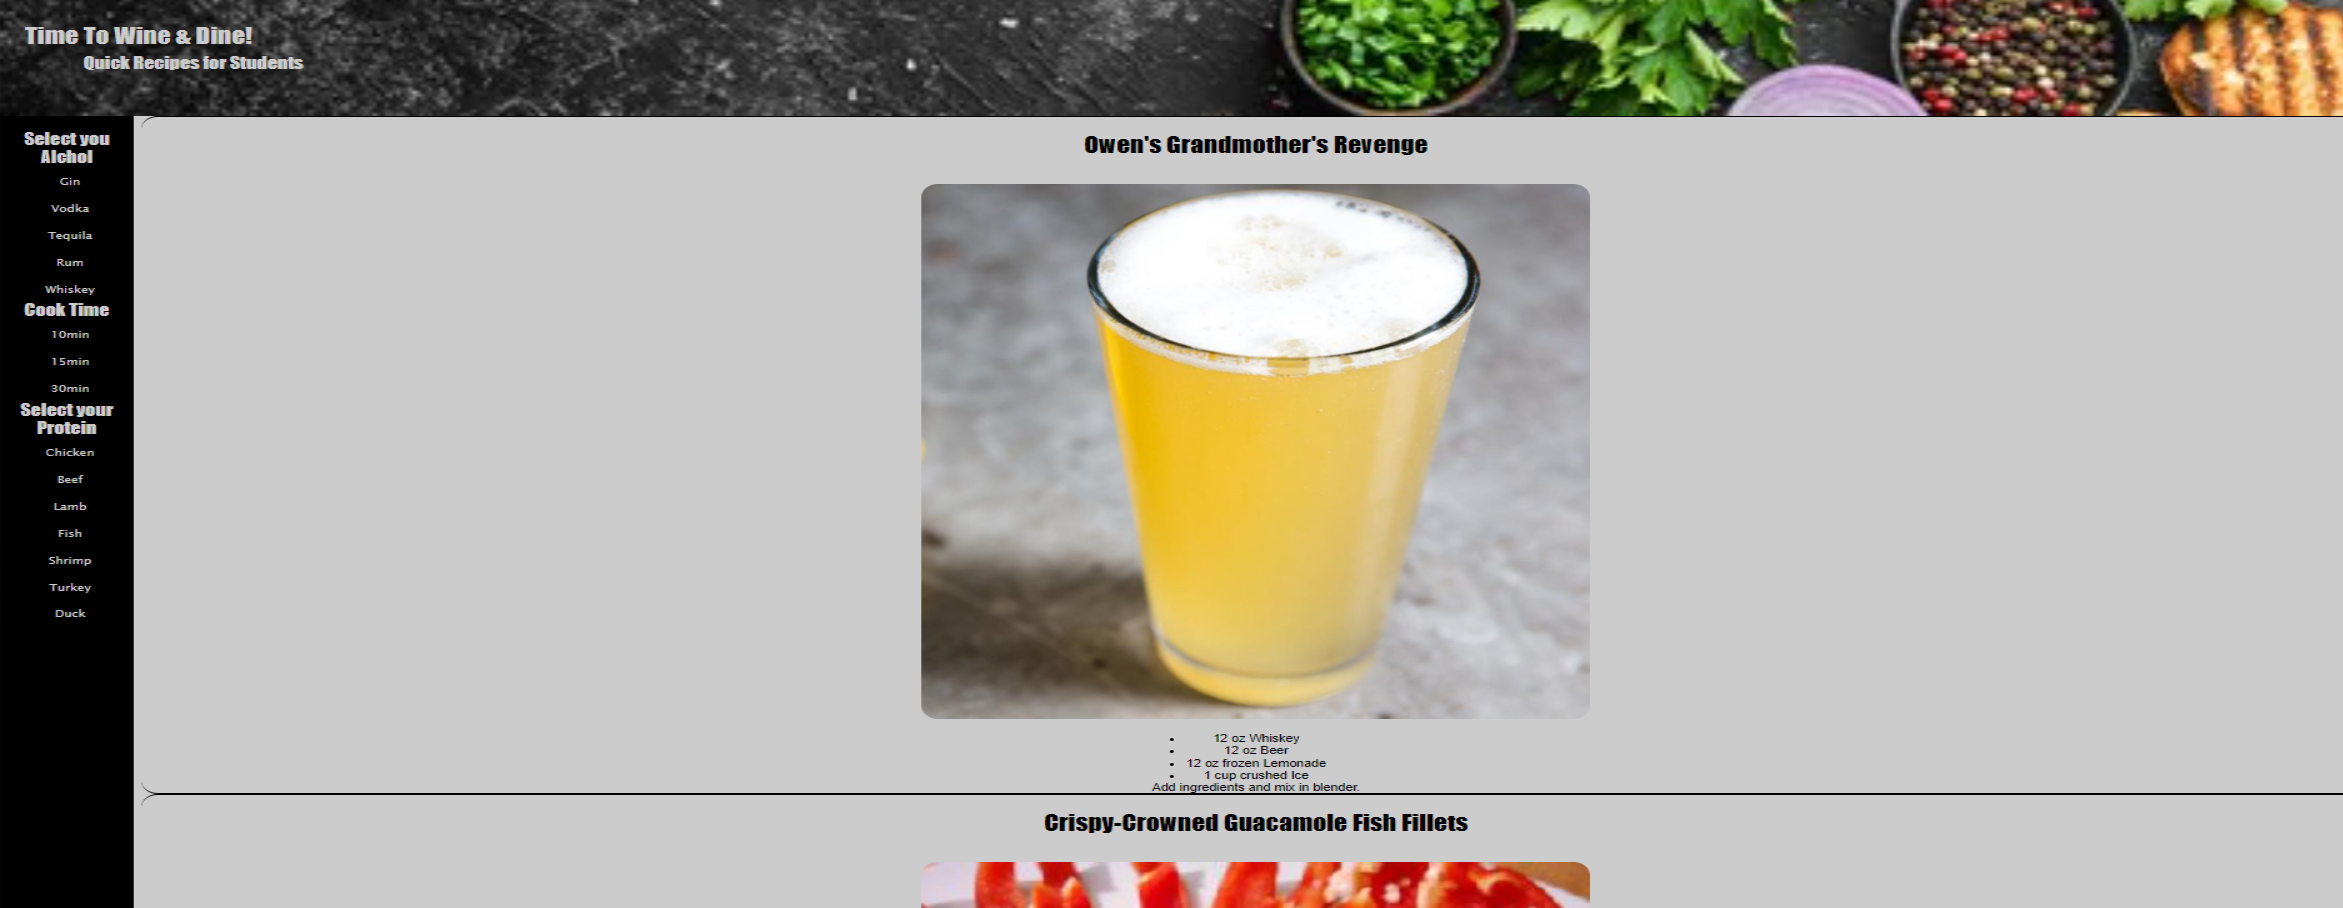 Time To Wine & Dine!
Quick Recipes for Students
Select you
Alchol
Gin
Vodka
Tequila
Rum
Whiskey
Cook Time
10min
15min
30min
Select your
Protein
Chicken
Beef
Lamb
Fish
Shrimp
Turkey
Duck
Owen's Grandmother's Revenge
• 12 oz Whiskey
• 12 oz Beer
• 12 oz frozen Lemonade
• 1 cup crushed Ice
Add ingredients and mix in blender.
Crispy-Crowned Guacamole Fish Fillets